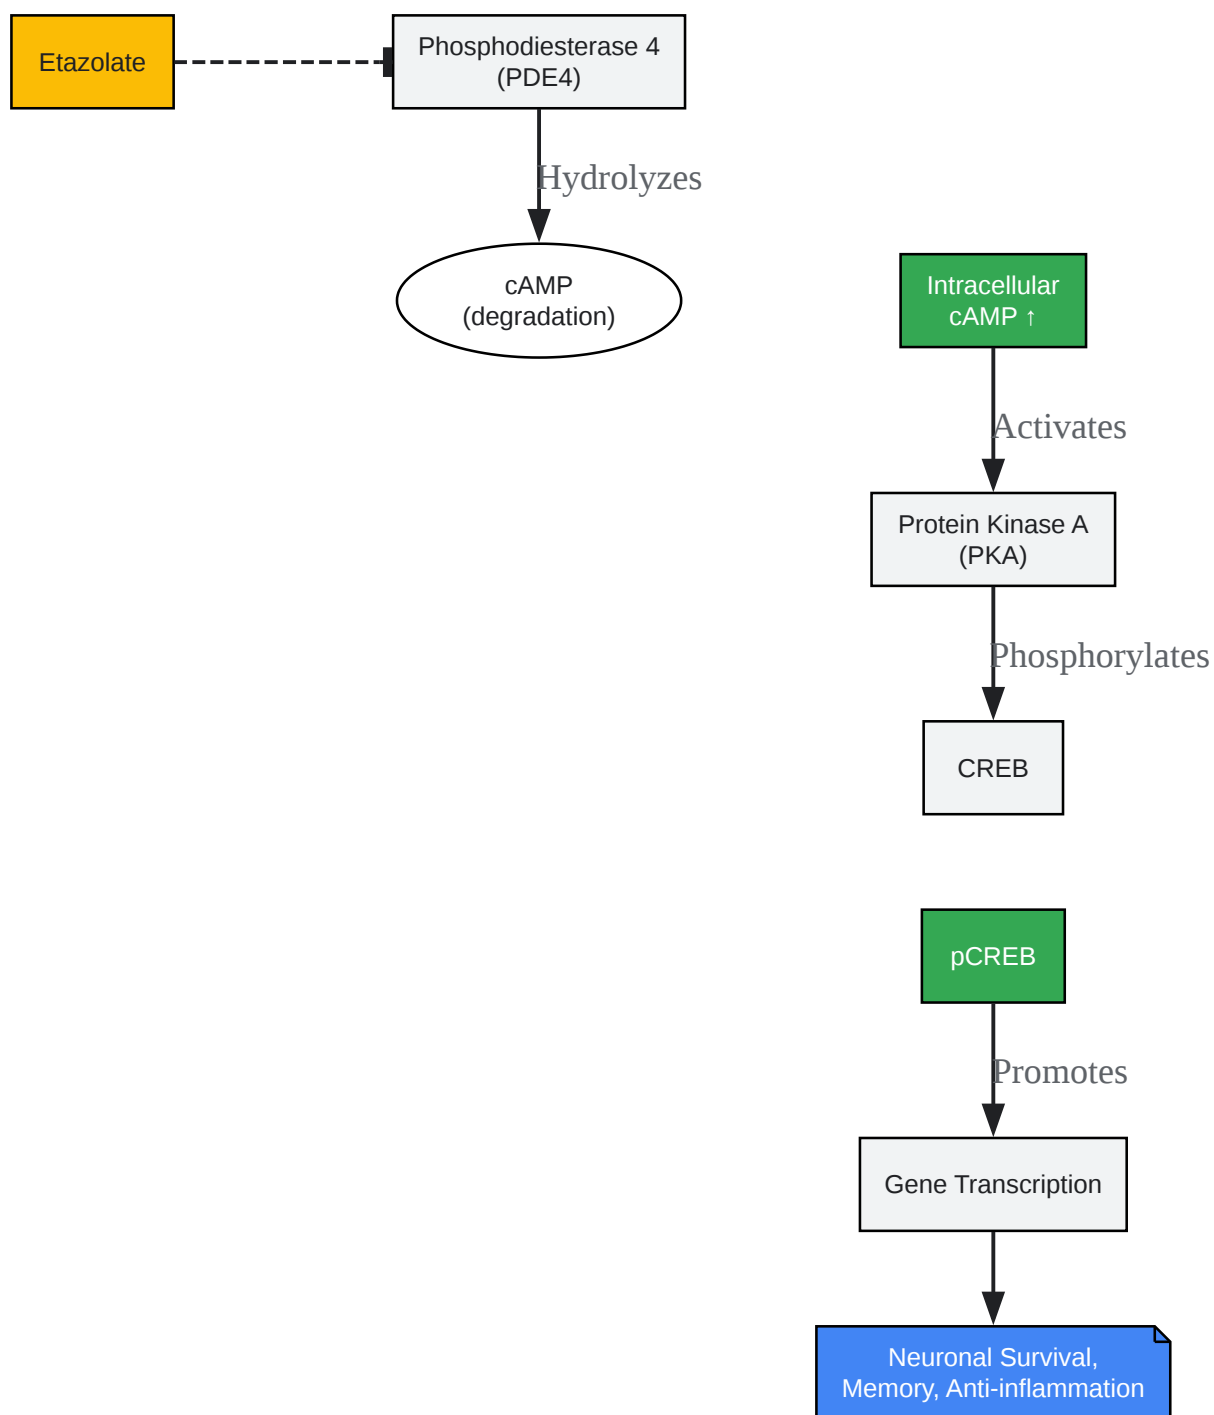 Etazolate
Phosphodiesterase 4
(PDE4)
Hydrolyzes
cAMP
(degradation)
Intracellular
cAMP ↑
Activates
Protein Kinase A
(PKA)
Phosphorylates
CREB
pCREB
Promotes
Gene Transcription
Neuronal Survival,
Memory, Anti-inflammation